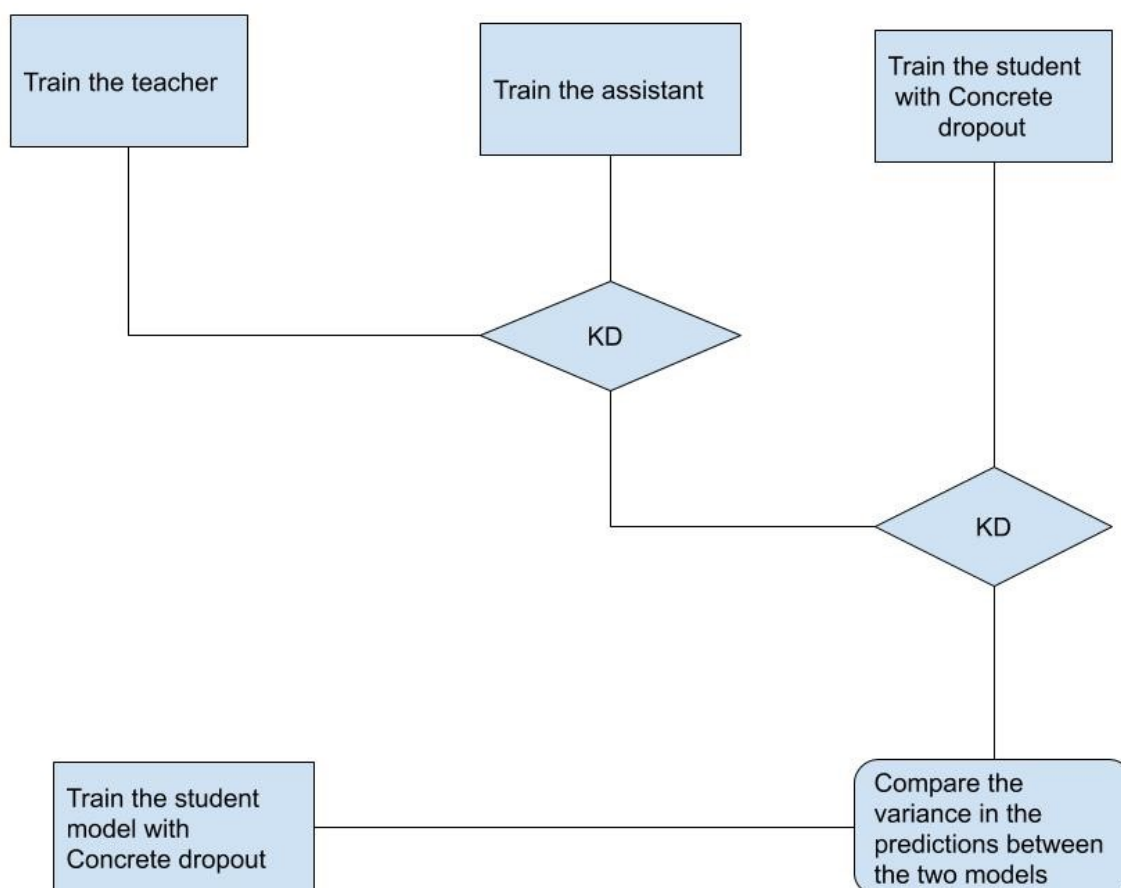 Train the teacher
Train the assistant
Train the student
with Concrete
dropout
KD
KD
Train the student
model with
Concrete dropout
Compare the
variance in the
predictions between
the two models